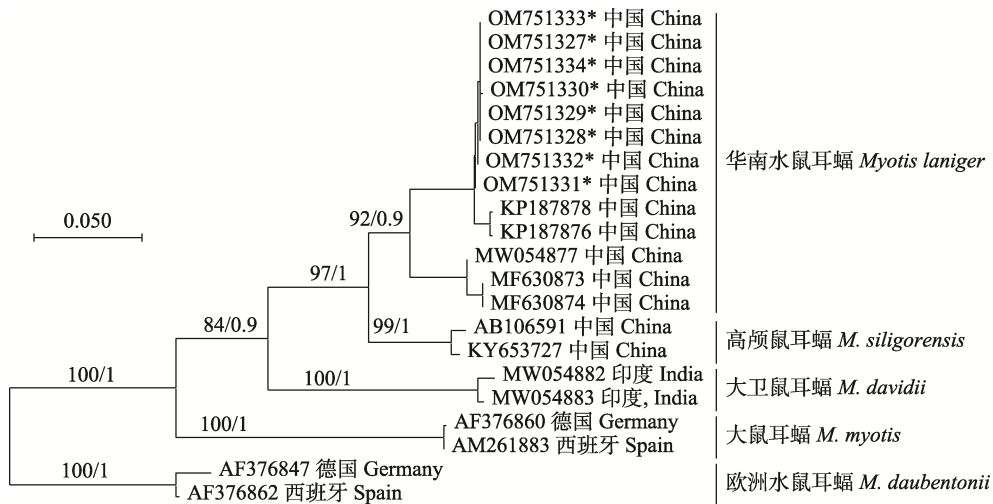 OM751333* 中国 China
OM751327* 中国 China
OM751334* 中国 China
OM751330* 中国 China
OM751329* 中国 China
OM751328* 中国 China
OM751332* 中国 China
OM751331* 中国 China
KP187878 中国 China
KP187876 中国 China
MW054877 中国 China
MF630873 中国 China
MF630874 中国 China
华南水鼠耳蝠 Myotis laniger
AB106591 中国 China
KY653727 中国 China
高颅鼠耳蝠 M. siligorensis
MW054882 印度 India
MW054883 印度, India
大卫鼠耳蝠 M. davidii
AF376860 德国 Germany
AM261883 西班牙 Spain
大鼠耳蝠 M. myotis
AF376847 德国 Germany
AF376862 西班牙 Spain
欧洲水鼠耳蝠 M. daubentonii
0.050
92/0.9
97/1
99/1
84/0.9
100/1
100/1
100/1
100/1